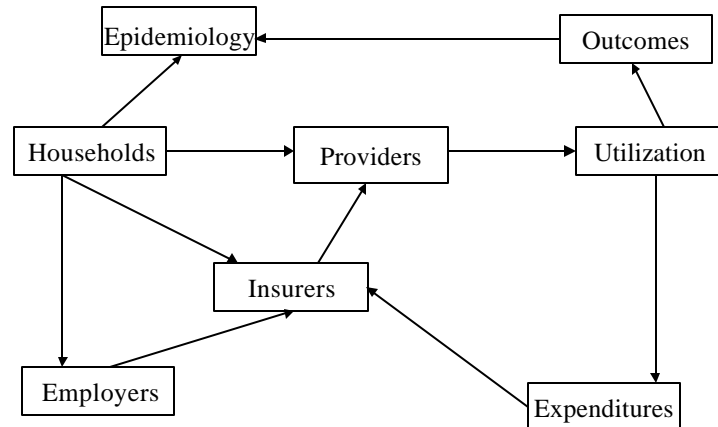 Epidemiology
Outcomes
Households
Providers
Utilization
Insurers
Employers
Expenditures